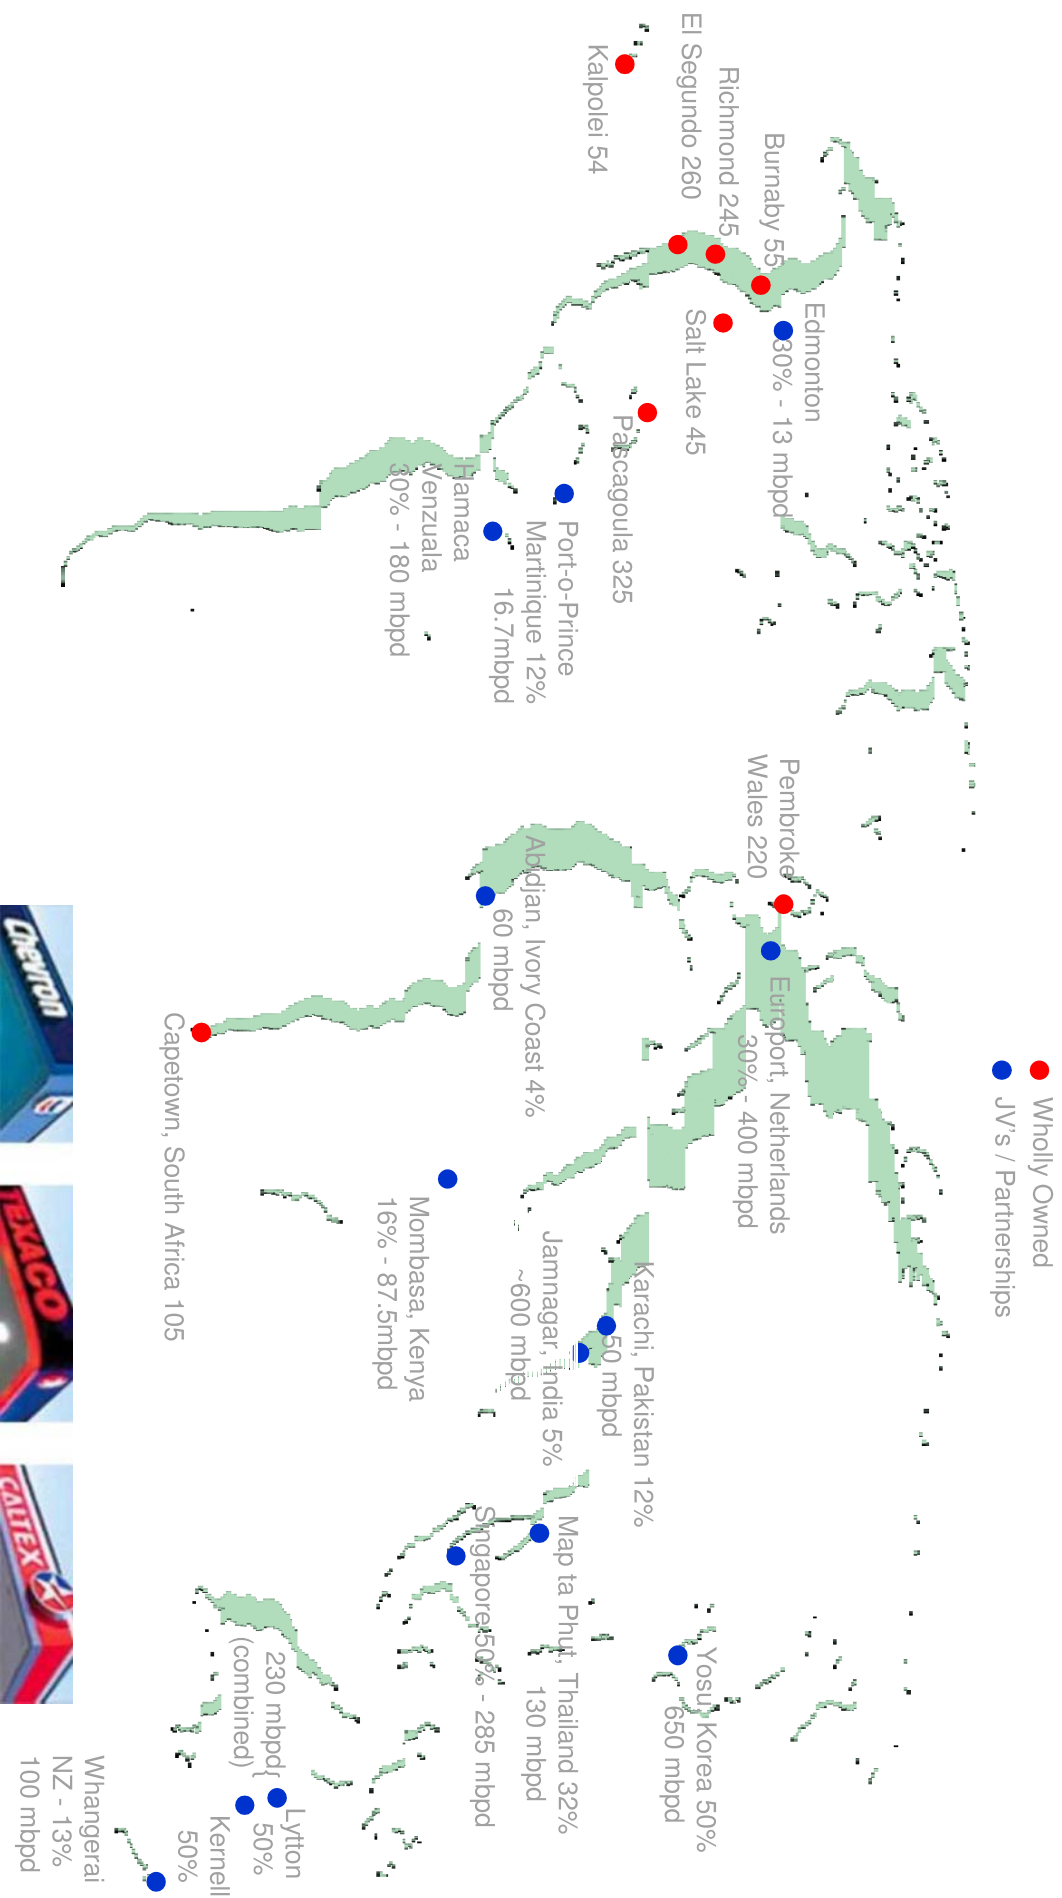 Wholly Owned
JV's / Partnerships
Edmonton
30% - 13 mbpd
Burnaby 55
Richmond 245
El Segundo 260
Kalpolei 54
Salt Lake 45
Pascagoula 325
Port-o-Prince
Martinique 12%
16.7mbpd
Hamaca
Venzuala
30% - 180 mbpd
Pembroke
Wales 220
Europort, Netherlands
30% - 400 mbpd
Abidjan, Ivory Coast 4%
60 mbpd
Capetown, South Africa 105
Mombasa, Kenya
16% - 87.5mbpd
Karachi, Pakistan 12%
50 mbpd
Jamnagar, India 5%
~600 mbpd
Yosu, Korea 50%
650 mbpd
Map ta Phut, Thailand 32%
130 mbpd
Singapore 50% - 285 mbpd
Lytton
50%
230 mbpd{
(combined)
Kernell
50%
Whangerai
NZ - 13%
100 mbpd
Chevron
TEXACO
CALTEX